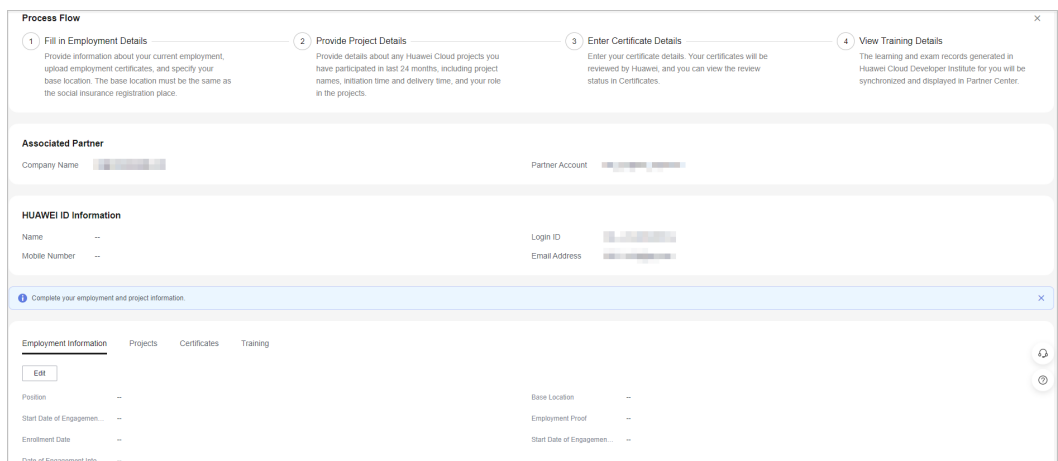 Process Flow
1 Fill in Employment Details
Provide information about your current employment,
upload employment certificates, and specify your
base location. The base location must be the same as
the social insurance registration place.
2 Provide Project Details
Provide details about any Huawei Cloud projects you
have participated in last 24 months, including project
names, initiation time and delivery time, and your role
in the projects.
3 Enter Certificate Details
Enter your certificate details. Your certificates will be
reviewed by Huawei, and you can view the review
status in Certificates.
4 View Training Details
The learning and exam records generated in
Huawei Cloud Developer Institute for you will be
synchronized and displayed in Partner Center.
Associated Partner
Company Name
Partner Account
HUAWEI ID Information
Name --
Login ID
Mobile Number --
Email Address
Complete your employment and project information.
Employment Information Projects Certificates Training
Edit
Position --
Base Location --
Start Date of Engagemen... --
Employment Proof --
Enrollment Date --
Start Date of Engagemen... --
Date of Engagement Into... --